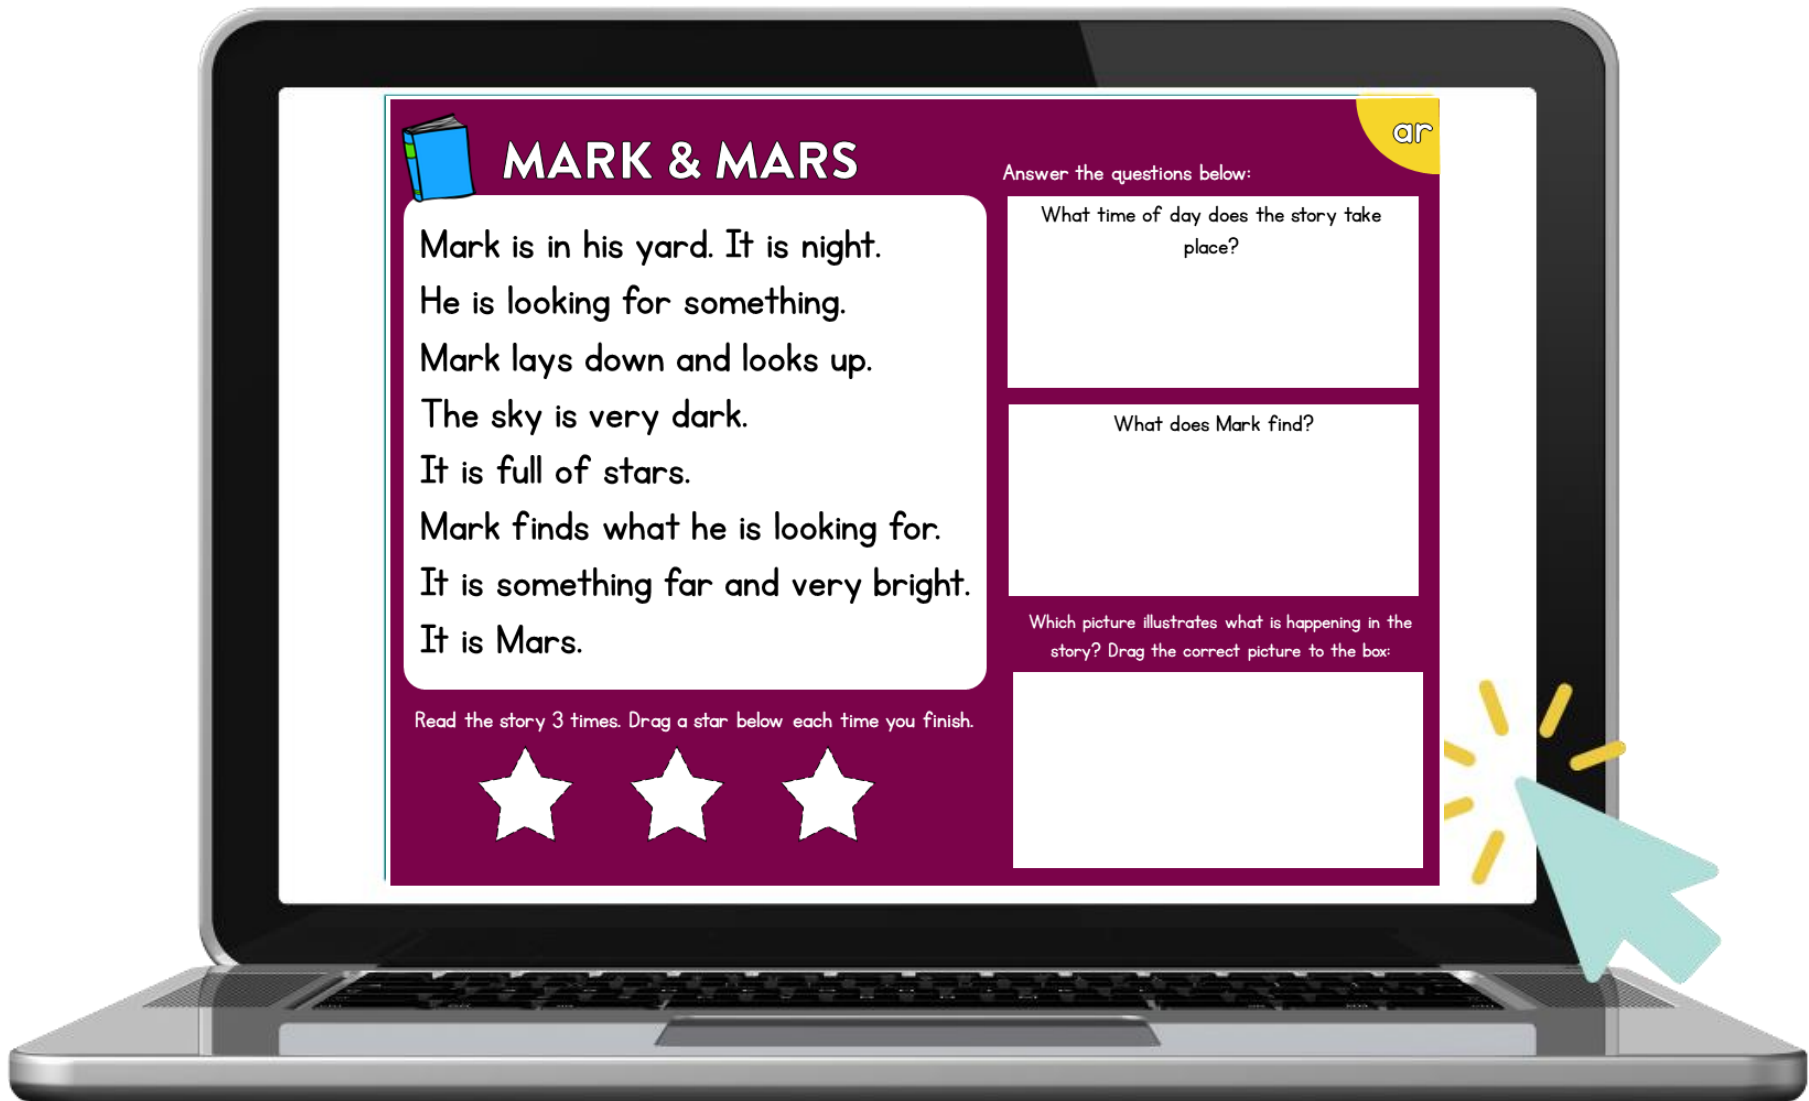 MARK & MARS
Mark is in his yard. It is night.
He is looking for something.
Mark lays down and looks up.
The sky is very dark.
It is full of stars.
Mark finds what he is looking for.
It is something far and very bright.
It is Mars.
Read the story 3 times. Drag a star below each time you finish.
ar
Answer the questions below:
What time of day does the story take
place?
What does Mark find?
Which picture illustrates what is happening in the
story? Drag the correct picture to the box: